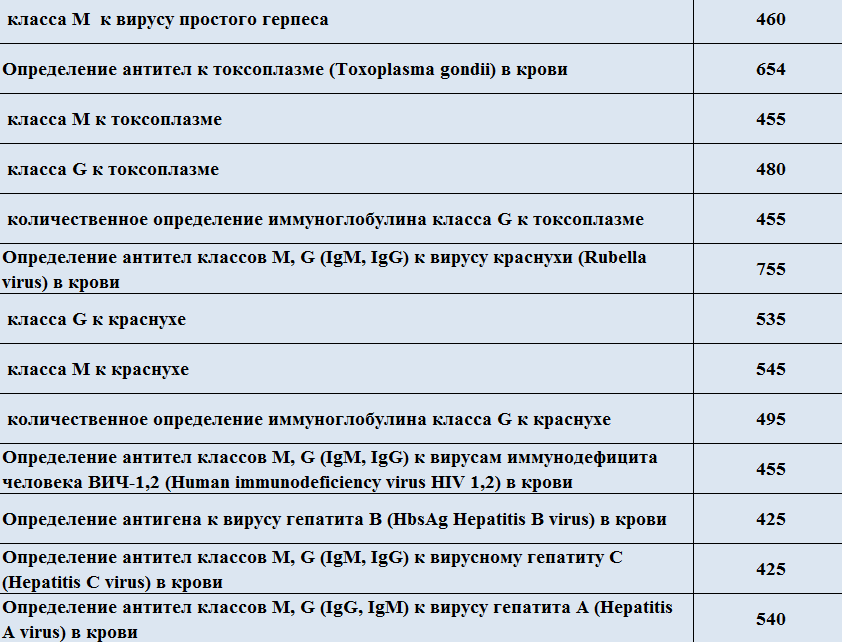 класса М к вирусу простого герпеса 460
Определение антител к токсоплазме (Toxoplasma gondii) в крови 654
класса М к токсоплазме 455
класса G к токсоплазме 480
количественное определение иммуноглобулина класса G к токсоплазме 455
Определение антител классов M, G (IgM, IgG) к вирусу краснухи (Rubella
virus) в крови 755
класса G к краснухе 535
класса М к краснухе 545
количественное определение иммуноглобулина класса G к краснухе 495
Определение антител классов M, G (IgM, IgG) к вирусам иммунодефицита
человека ВИЧ-1,2 (Human immunodeficiency virus HIV 1,2) в крови 455
Определение антигена к вирусу гепатита B (HbsAg Hepatitis B virus) в крови 425
Определение антител классов M, G (IgM, IgG) к вирусному гепатиту C
(Hepatitis C virus) в крови 425
Определение антител классов M, G (IgG, IgM) к вирусу гепатита A (Hepatitis
A virus) в крови 540